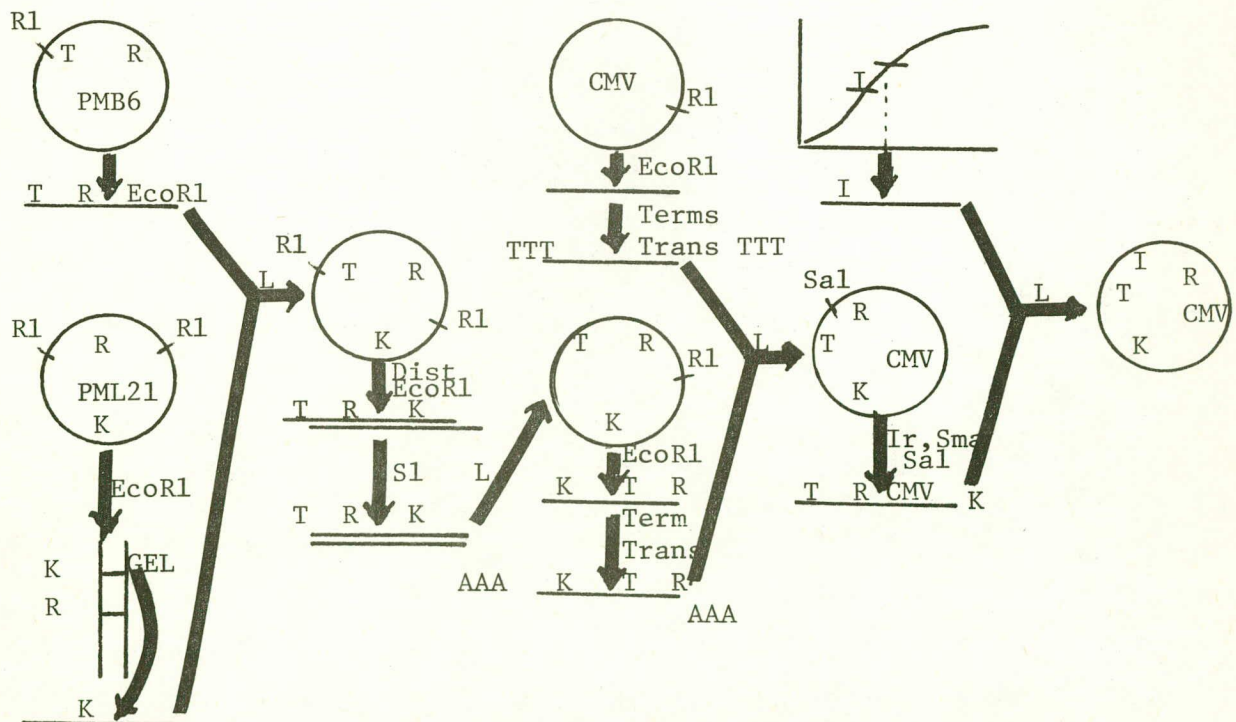 R1
T R
PMB6
T R EcoR1
R1 R1
R
PML21
K
EcoR1
K GEL
R
K
L
R1
T R
R1
K
Dist
EcoR1
T R K
S1
T R K
L
CMV
R1
EcoR1
Terms
Trans
TTT TTT
T R
R1
K
EcoR1
K T R
Term
Trans
AAA K T R
AAA
L
Sal
R
T
CMV
K
Ir,Sma
Sal
T R CMV K
I
I
L
I
R
T
CMV
K